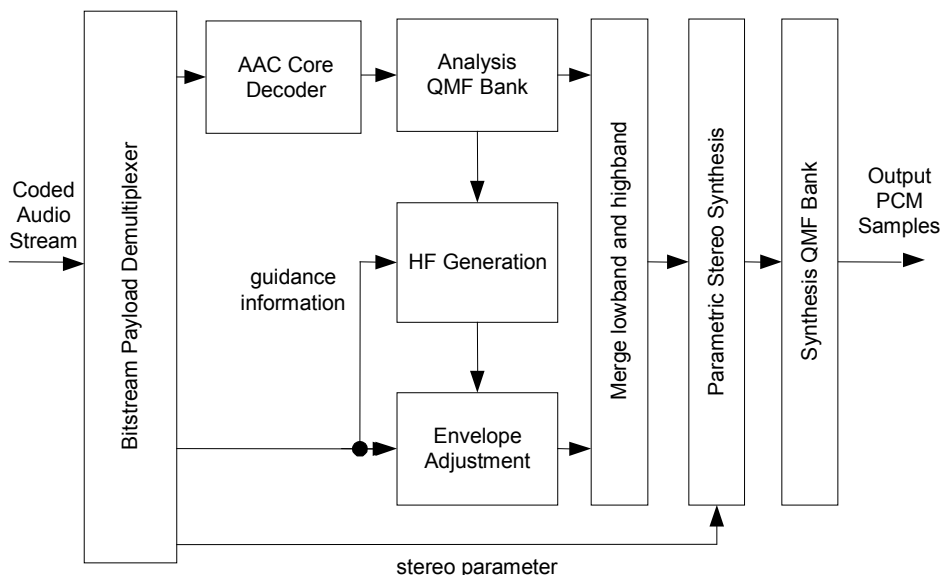 Coded
Audio
Stream
Bitstream Payload Demultiplexer
AAC Core
Decoder
Analysis
QMF Bank
guidance
information
HF Generation
Envelope
Adjustment
Merge lowband and highband
Parametric Stereo Synthesis
Synthesis QMF Bank
Output
PCM
Samples
stereo parameter